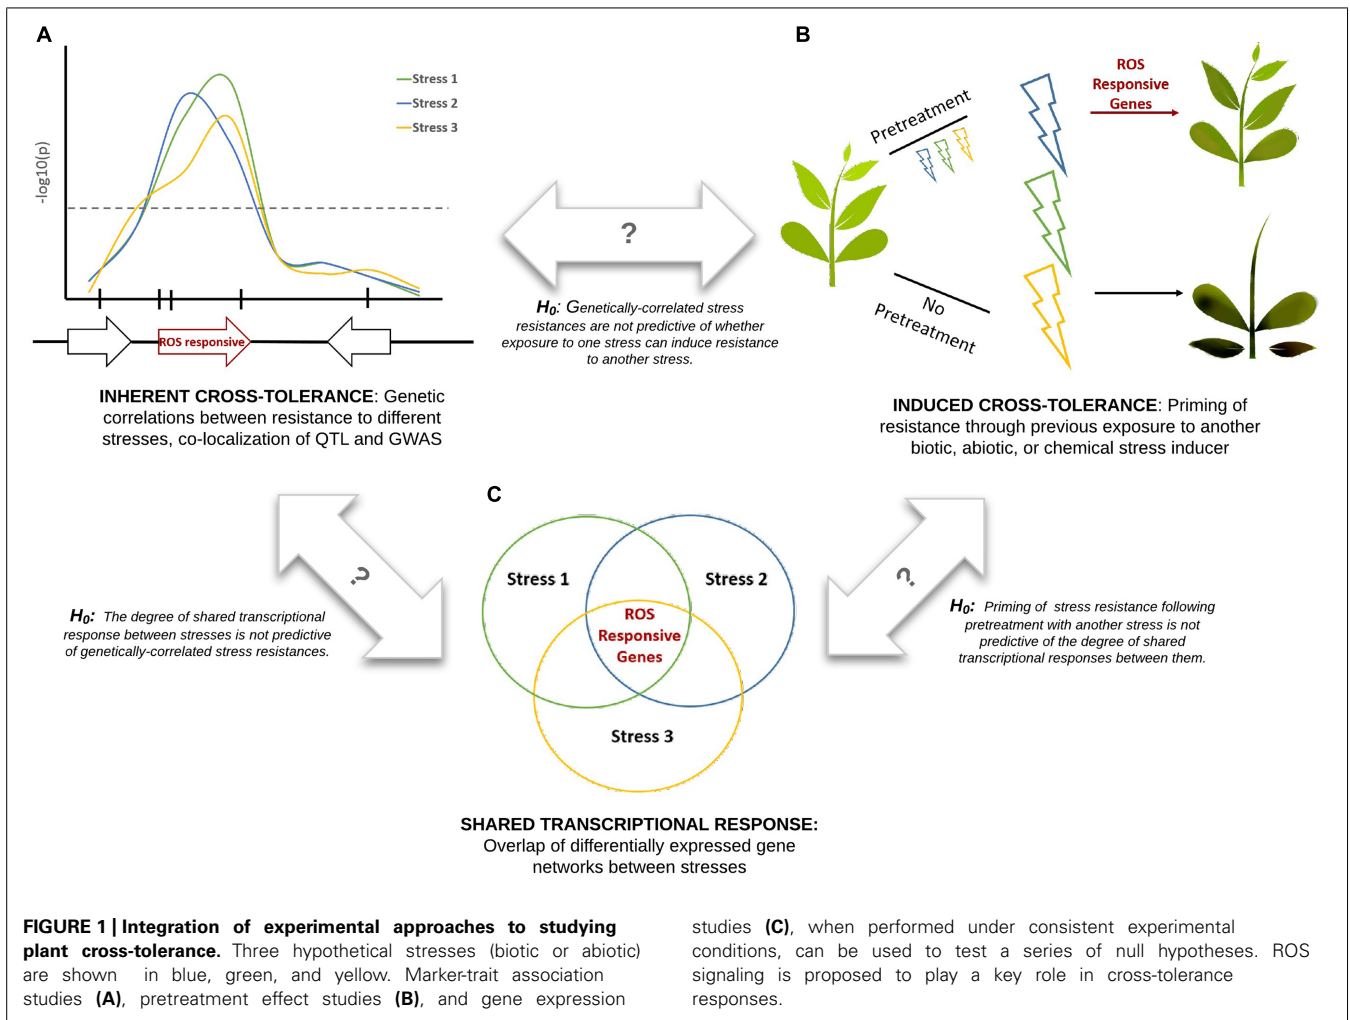 A
-log10(p)
Stress 1
Stress 2
Stress 3
ROS responsive
INHERENT CROSS-TOLERANCE: Genetic
correlations between resistance to different
stresses, co-localization of QTL and GWAS
?
H0: Genetically-correlated stress
resistances are not predictive of whether
exposure to one stress can induce resistance
to another stress.
B
Pretreatment
No
Pretreatment
ROS
Responsive
Genes
INDUCED CROSS-TOLERANCE: Priming of
resistance through previous exposure to another
biotic, abiotic, or chemical stress inducer
?
H0: The degree of shared transcriptional
response between stresses is not predictive
of genetically-correlated stress resistances.
C
Stress 1
Stress 2
ROS
Responsive
Genes
Stress 3
?
H0: Priming of stress resistance following
pretreatment with another stress is not
predictive of the degree of shared
transcriptional responses between them.
SHARED TRANSCRIPTIONAL RESPONSE:
Overlap of differentially expressed gene
networks between stresses
FIGURE 1 | Integration of experimental approaches to studying
plant cross-tolerance. Three hypothetical stresses (biotic or abiotic)
are shown in blue, green, and yellow. Marker-trait association
studies (A), pretreatment effect studies (B), and gene expression
studies (C), when performed under consistent experimental
conditions, can be used to test a series of null hypotheses. ROS
signaling is proposed to play a key role in cross-tolerance
responses.